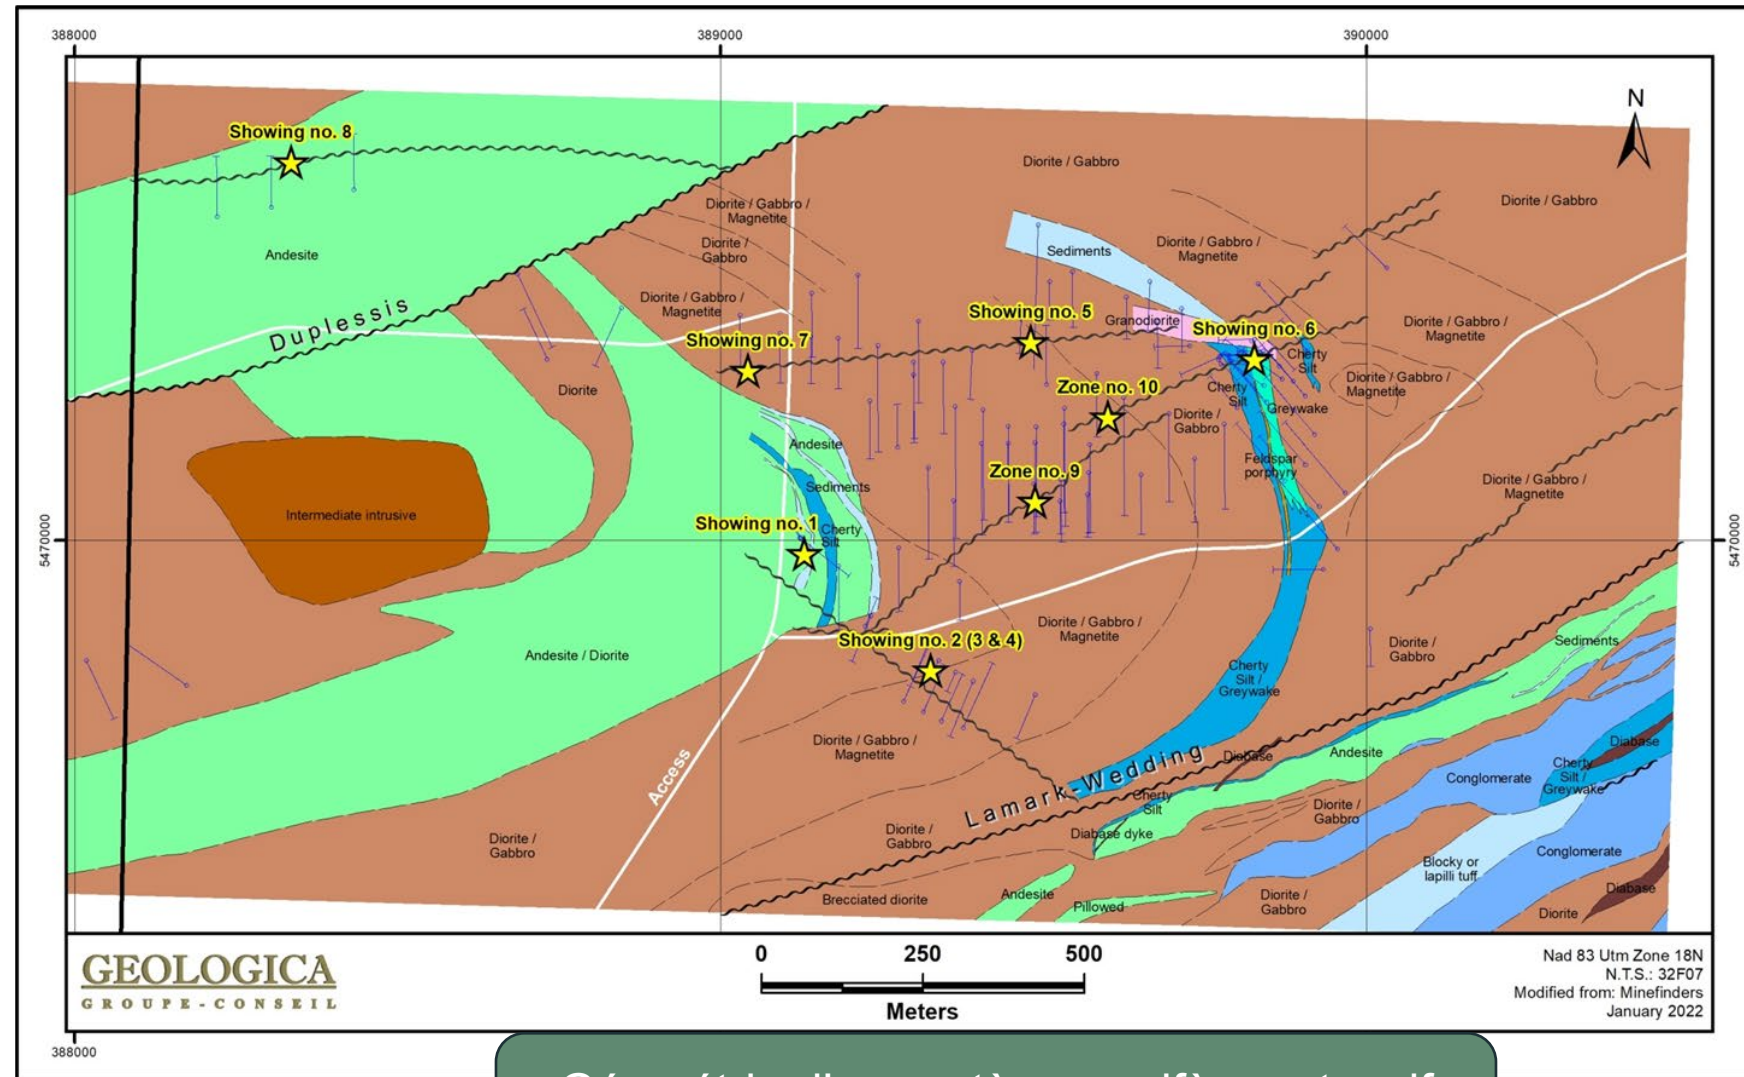 388000
389000
390000
N
Showing no. 8
Diorite / Gabbro
Diorite / Gabbro
Diorite / Gabbro /
Magnetite
Diorite /
Gabbro
Andesite
Sediments
Diorite / Gabbro /
Magnetite
Diorite / Gabbro /
Magnetite
Duplessis
Showing no. 5
Granodiorite
Showing no. 6
Diorite / Gabbro /
Magnetite
Showing no. 7
Cherty
Silt
Diorite
Zone no. 10
Cherty
Silt
Diorite / Gabbro /
Magnetite
Greywake
Diorite /
Gabbro
Andesite
Feldspar
porphyry
Zone no. 9
Sediments
Diorite / Gabbro /
Magnetite
Intermediate intrusive
Showing no. 1
Cherty
Silt
5470000
5470000
Diorite / Gabbro /
Magnetite
Showing no. 2 (3 & 4)
Diorite /
Gabbro
Sediments
Andesite / Diorite
Cherty
Silt /
Greywake
Diorite / Gabbro /
Magnetite
Diabase
Lamark-Wedding
Diabase
Andesite
Access
Conglomerate
Cherty
Silt /
Greywake
Cherty
Silt
Diorite /
Gabbro
Diorite /
Gabbro
Diorite /
Gabbro
Diabase dyke
Conglomerate
Blocky or
lapilli tuff
Brecciated diorite
Andesite
Pillowed
Diorite /
Gabbro
Diabase
Diorite
GEOLOGICA
GROUPE-CONSEIL
0 250 500
Meters
Nad 83 Utm Zone 18N
N.T.S.: 32F07
Modified from: Minefinders
January 2022
388000